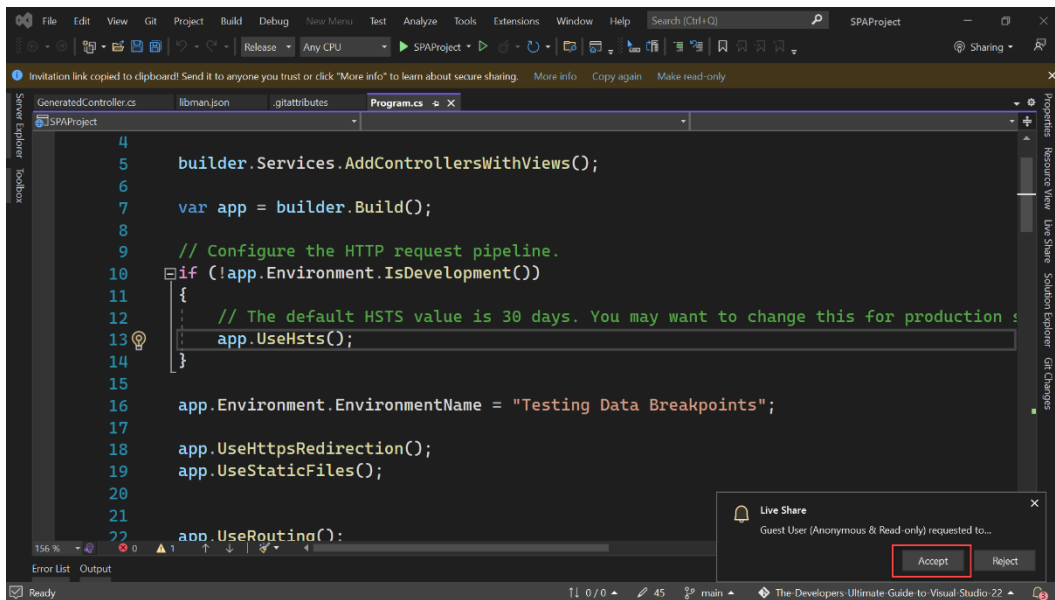 File Edit View Git Project Build Debug New Menu Test Analyze Tools Extensions Window Help Search (Ctrl+Q) SPAProject
Release Any CPU SPAProject Sharing
Invitation link copied to clipboard! Send it to anyone you trust or click "More info" to learn about secure sharing. More info Copy again Make read-only
Server Explorer
Toolbox
GeneratedController.cs libman.json .gitattributes Program.cs
SPAProject
4
5 builder.Services.AddControllersWithViews();
6
7 var app = builder.Build();
8
9 // Configure the HTTP request pipeline.
10 if (!app.Environment.IsDevelopment())
11 {
12 // The default HSTS value is 30 days. You may want to change this for production s
13 app.UseHsts();
14 }
15
16 app.Environment.EnvironmentName = "Testing Data Breakpoints";
17
18 app.UseHttpsRedirection();
19 app.UseStaticFiles();
20
21
22 app.UseRouting();
Properties
Resource View
Live Share
Solution Explorer
Git Changes
Live Share
Guest User (Anonymous & Read-only) requested to...
Accept Reject
156 % 0 1
Error List Output
Ready 0 / 0 45 main The-Developers-Ultimate-Guide-to-Visual-Studio-22 3